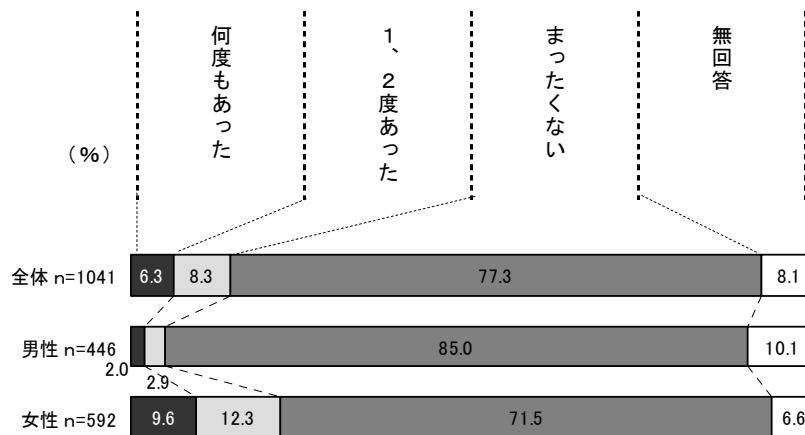 何度もあった
1、2度あった
まったくない
無回答
(%)
全体 n=1041
6.3
8.3
77.3
8.1
男性 n=446
2.0
2.9
85.0
10.1
女性 n=592
9.6
12.3
71.5
6.6